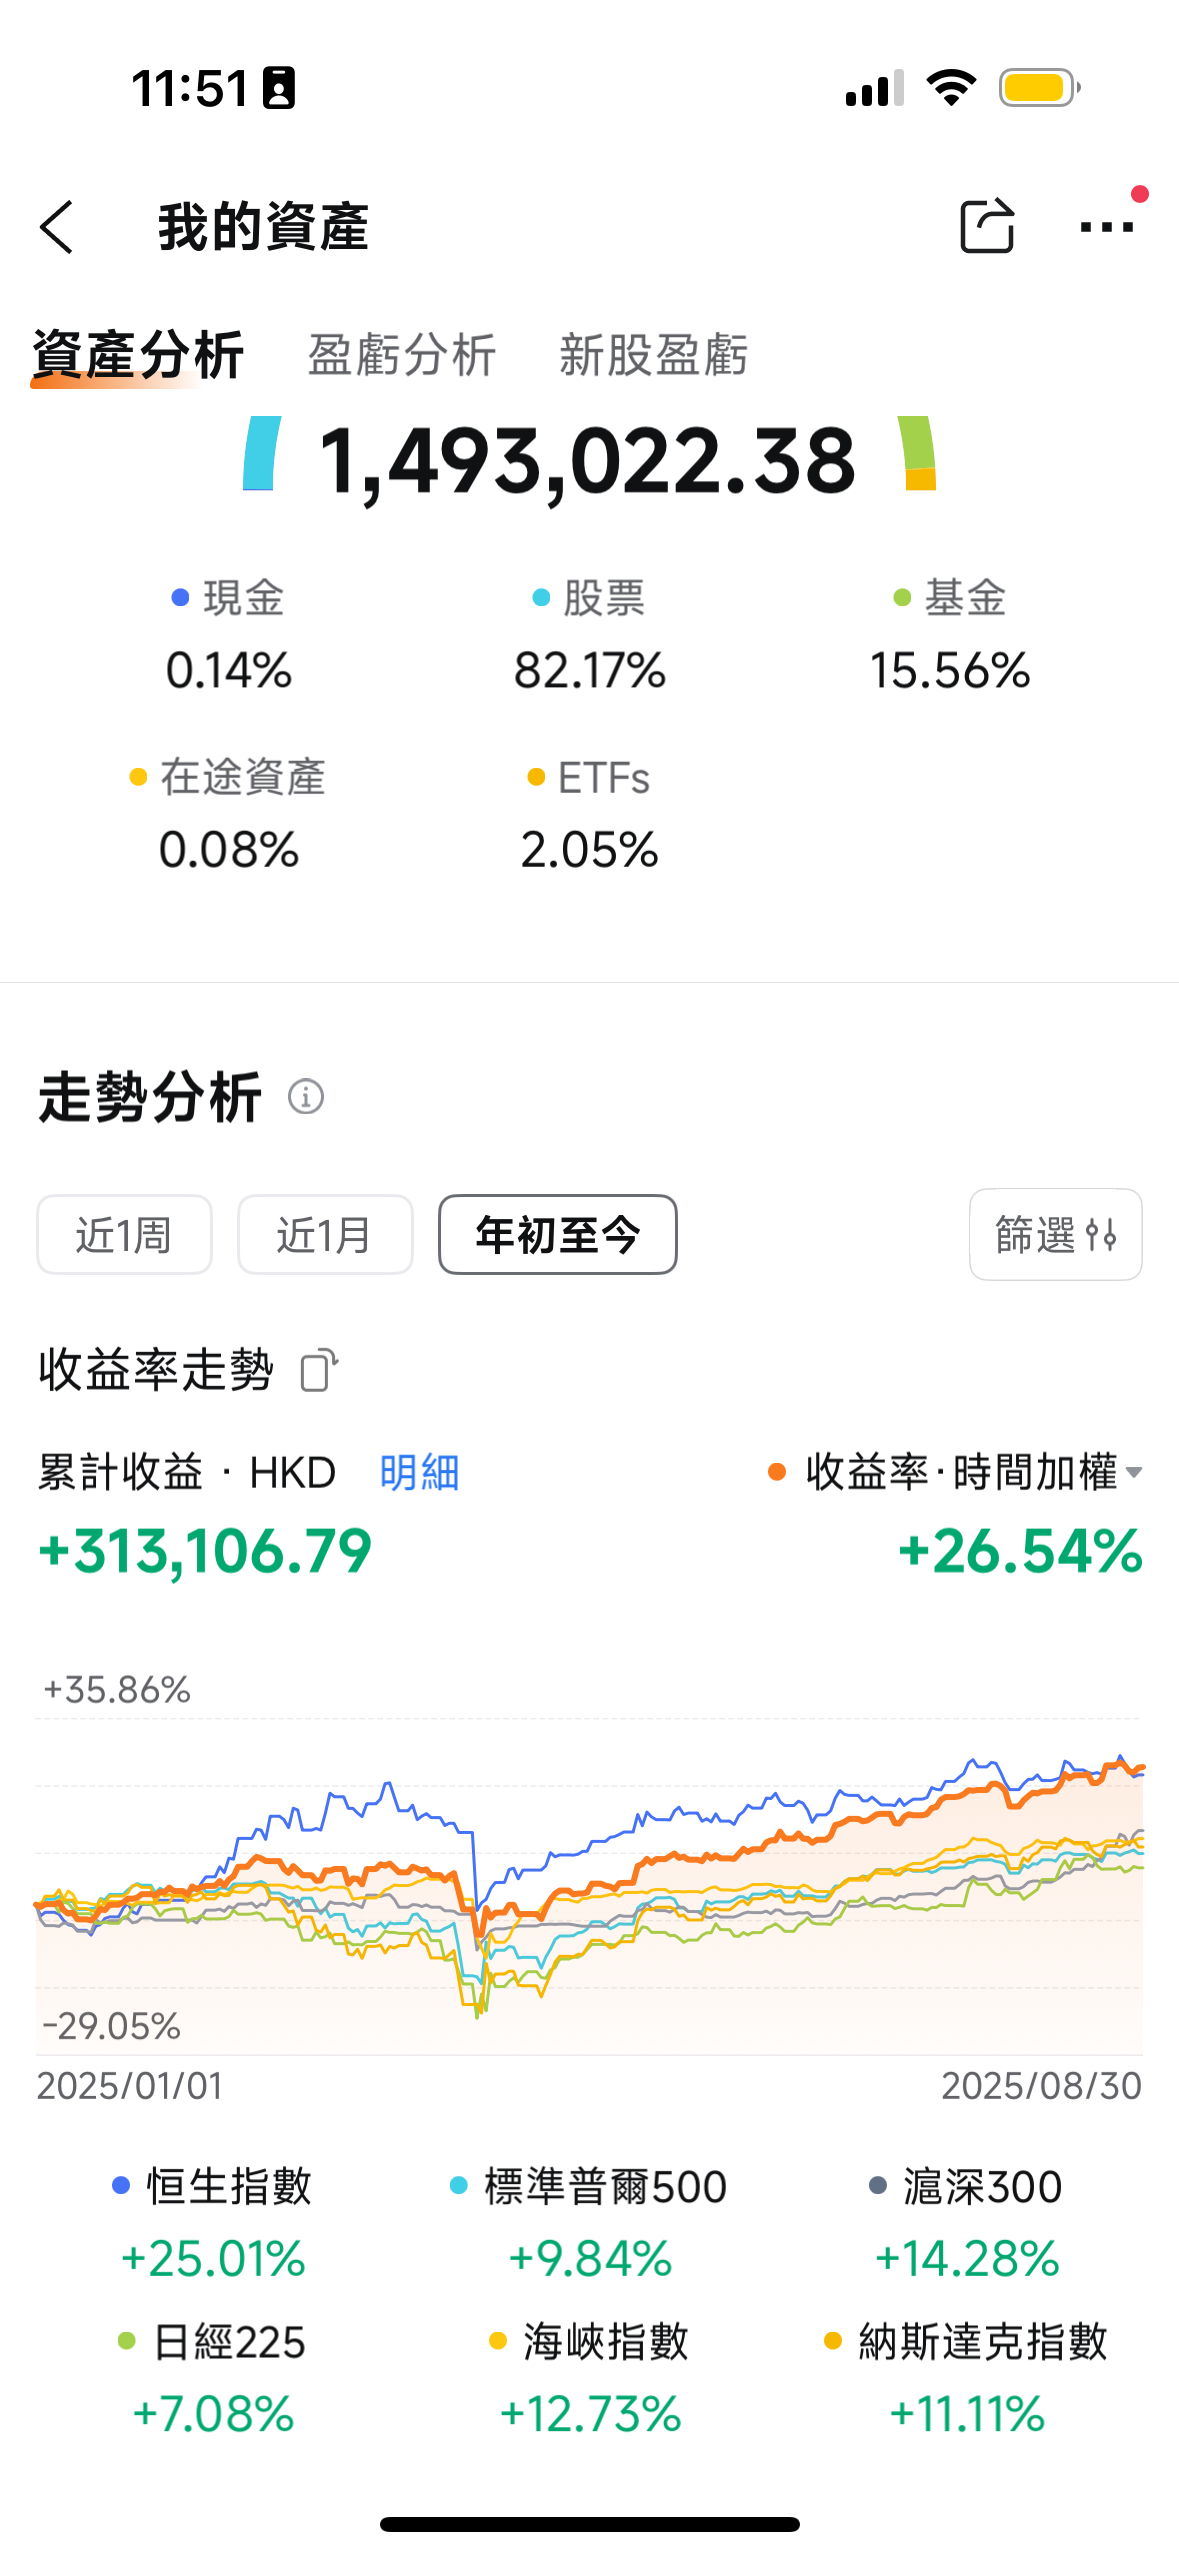 11:51
我的資產
資產分析 盈虧分析 新股盈虧
1,493,022.38
現金 股票 基金
0.14% 82.17% 15.56%
在途資產 ETFs
0.08% 2.05%
走勢分析
近1周 近1月 年初至今 篩選
收益率走勢
累計收益 · HKD 明細 收益率·時間加權
+313,106.79 +26.54%
+35.86%
-29.05%
2025/01/01 2025/08/30
恒生指數 標準普爾500 滬深300
+25.01% +9.84% +14.28%
日經225 海峽指數 納斯達克指數
+7.08% +12.73% +11.11%